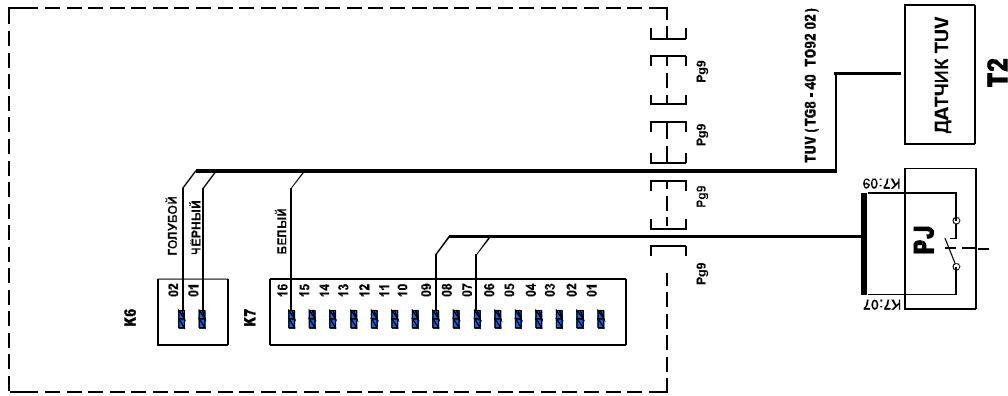 ГОЛУБОЙ
ЧЁРНЫЙ
БЕЛЫЙ
K6
02
01
K7
16
15
14
13
12
11
10
09
08
07
06
05
04
03
02
01
Pg9
Pg9
Pg9
Pg9
TUV (TG8 - 40 TO92 02)
ДАТЧИК TUV
T2
K7:09
PJ
K7:07